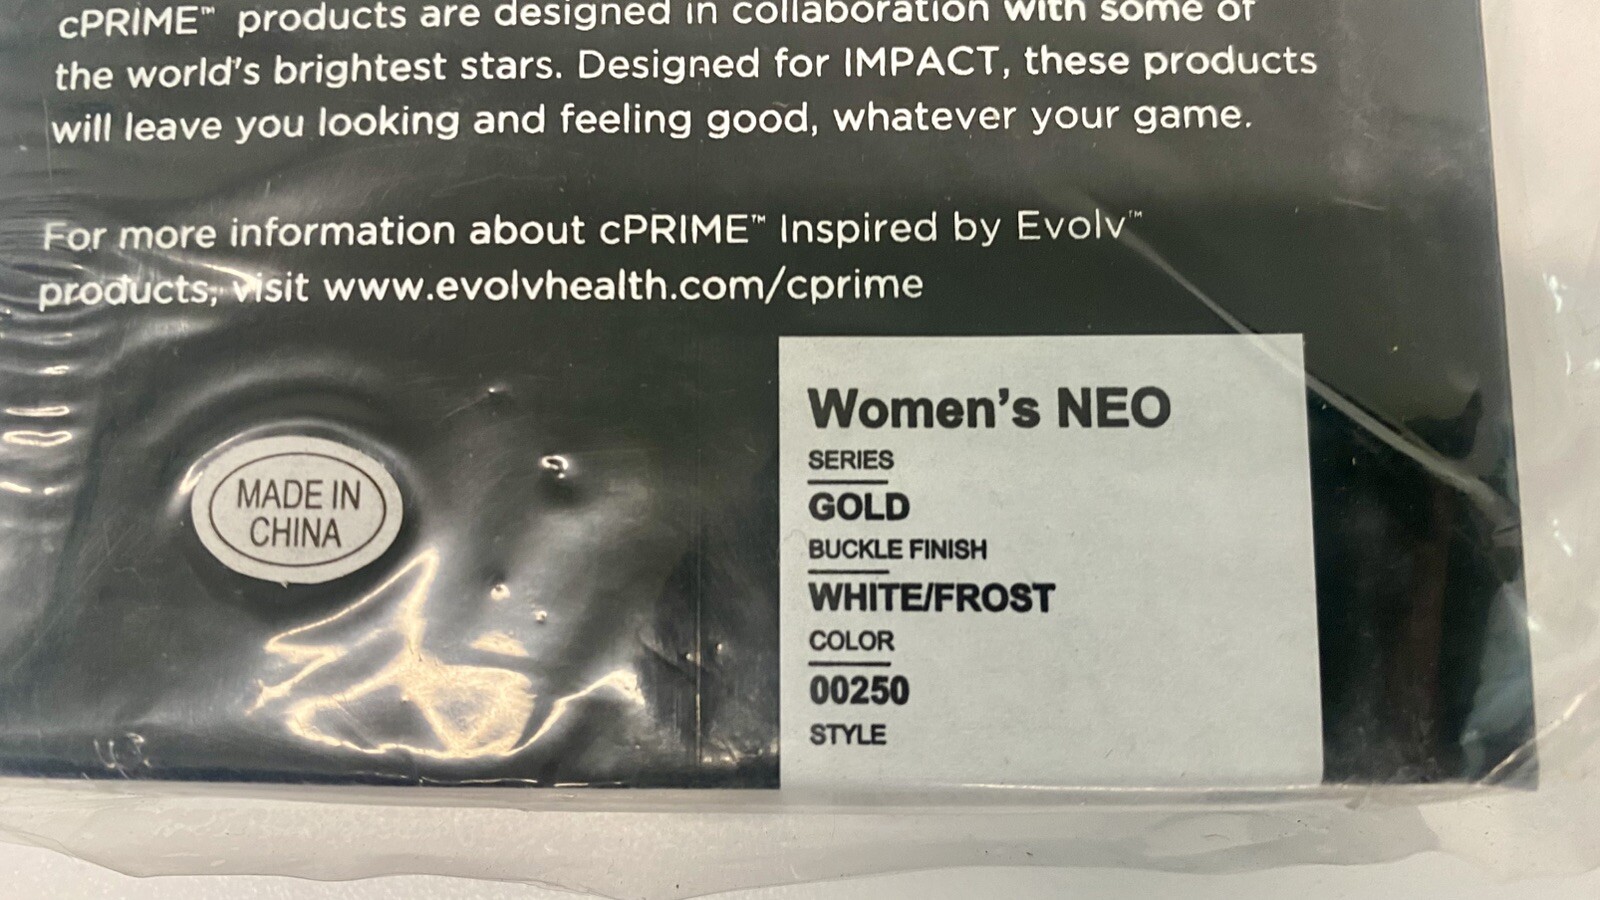 cPRIME™ products are designed in collaboration with some of
the world's brightest stars. Designed for IMPACT, these products
will leave you looking and feeling good, whatever your game.
For more information about cPRIME™ Inspired by Evolv™
products, visit www.evolvhealth.com/cprime
MADE IN
CHINA
Women's NEO
SERIES
GOLD
BUCKLE FINISH
WHITE/FROST
COLOR
00250
STYLE